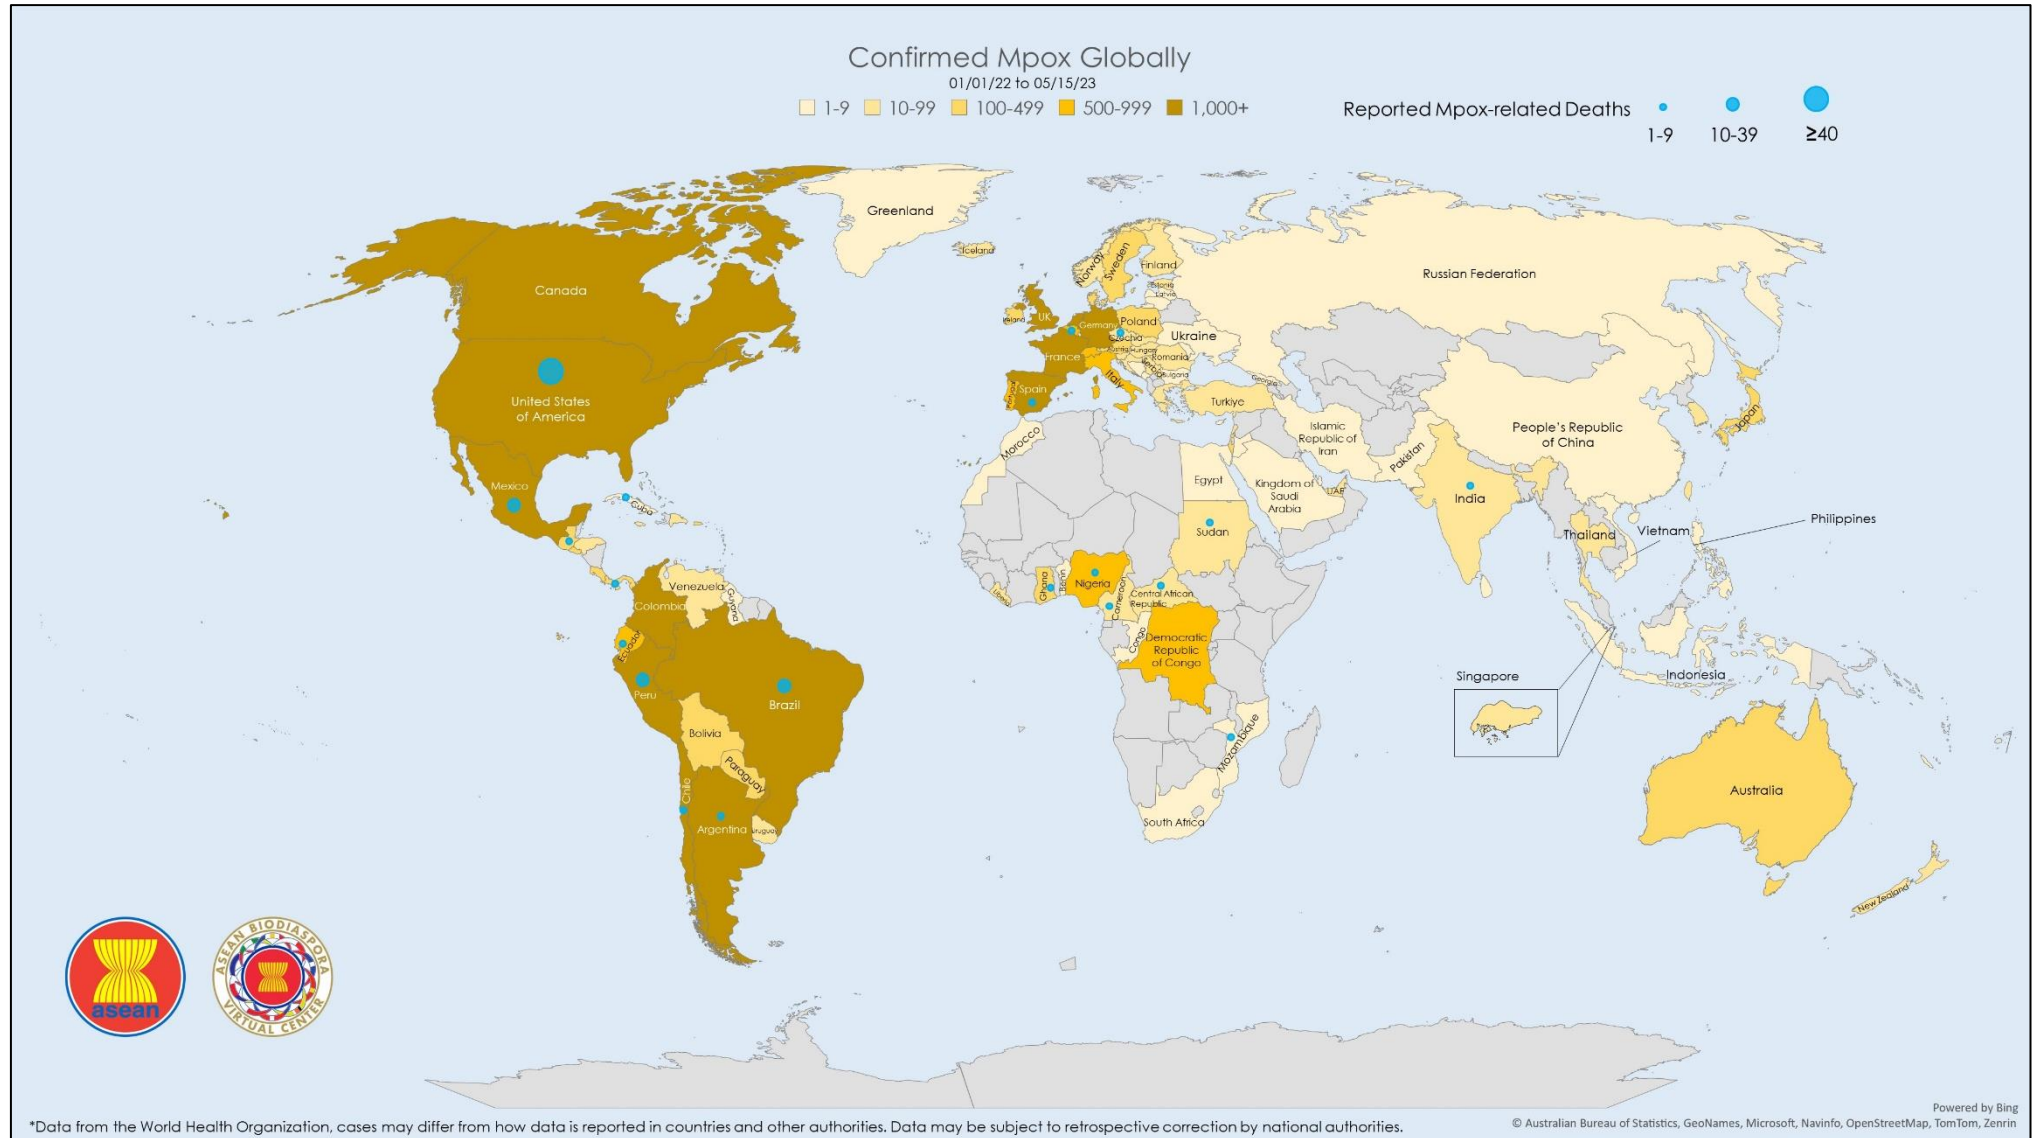 Confirmed Mpox Globally
01/01/22 to 05/15/23
1-9 10-99 100-499 500-999 1,000+
Reported Mpox-related Deaths
1-9 10-39 ≥40
Greenland
Iceland
Norway
Sweden
Finland
Estonia
Latvia
Russian Federation
Canada
Ireland
UK
Germany
Poland
Czechia
Ukraine
France
Austria
Hungary
Romania
Serbia
Bulgaria
Italy
Georgia
Portugal
Spain
Turkiye
United States
of America
Islamic
Republic of
Iran
People's Republic
of China
Japan
Morocco
Pakistan
Egypt
Kingdom of
Saudi
Arabia
UAE
India
Mexico
Cuba
Sudan
Thailand
Vietnam
Philippines
Venezuela
Guyana
Colombia
Liberia
Ghana
Benin
Nigeria
Cameroon
Central African
Republic
Congo
Democratic
Republic
of Congo
Ecuador
Peru
Brazil
Singapore
Indonesia
Bolivia
Paraguay
Mozambique
Chile
Argentina
Uruguay
South Africa
Australia
New Zealand
asean
ASEAN BIODIASPORA
VIRTUAL CENTER
Powered by Bing
© Australian Bureau of Statistics, GeoNames, Microsoft, Navinfo, OpenStreetMap, TomTom, Zenrin
*Data from the World Health Organization, cases may differ from how data is reported in countries and other authorities. Data may be subject to retrospective correction by national authorities.